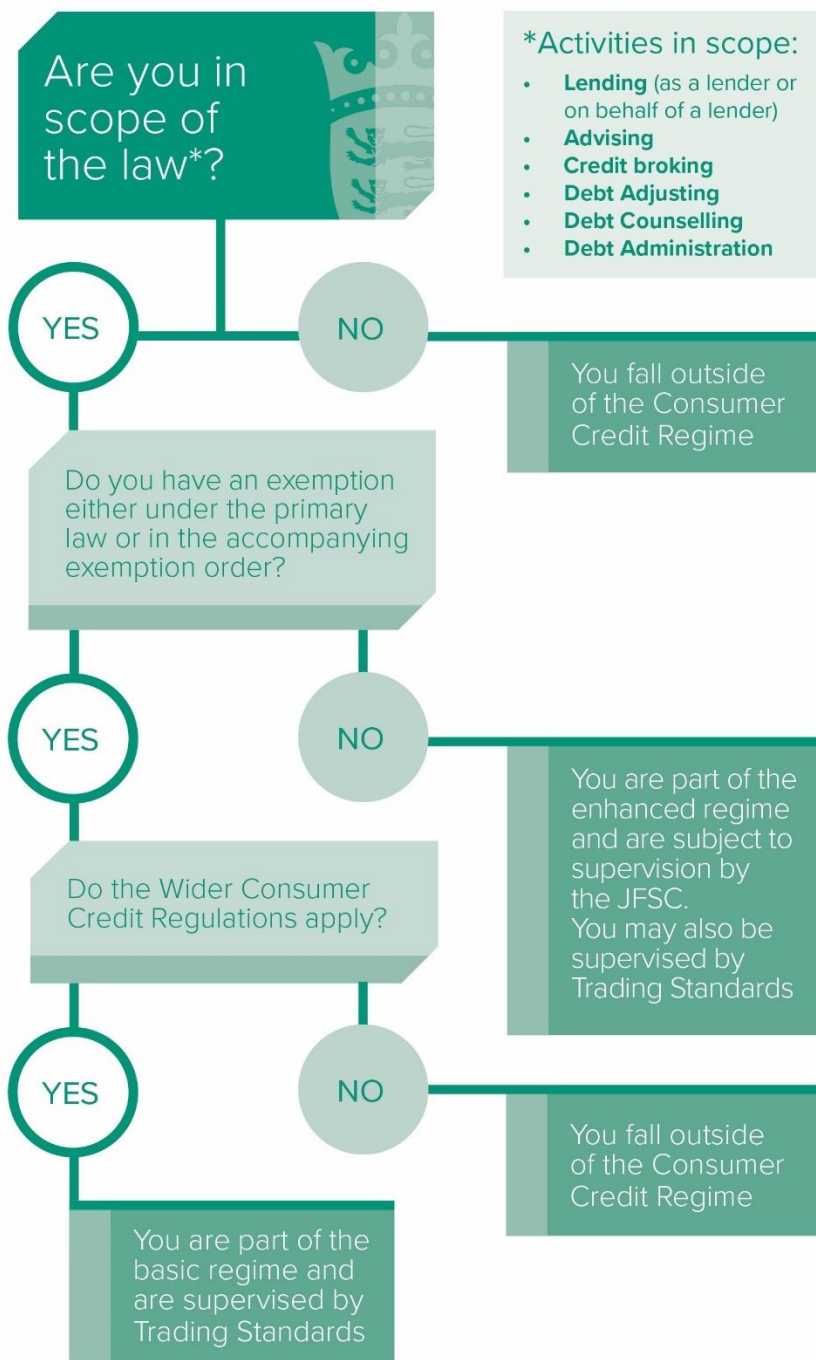 Are you in
scope of
the law*?
*Activities in scope:
• Lending (as a lender or
on behalf of a lender)
• Advising
• Credit broking
• Debt Adjusting
• Debt Counselling
• Debt Administration
YES
NO
You fall outside
of the Consumer
Credit Regime
Do you have an exemption
either under the primary
law or in the accompanying
exemption order?
YES
NO
You are part of the
enhanced regime
and are subject to
supervision by
the JFSC.
You may also be
supervised by
Trading Standards
Do the Wider Consumer
Credit Regulations apply?
YES
NO
You fall outside
of the Consumer
Credit Regime
You are part of the
basic regime and
are supervised by
Trading Standards